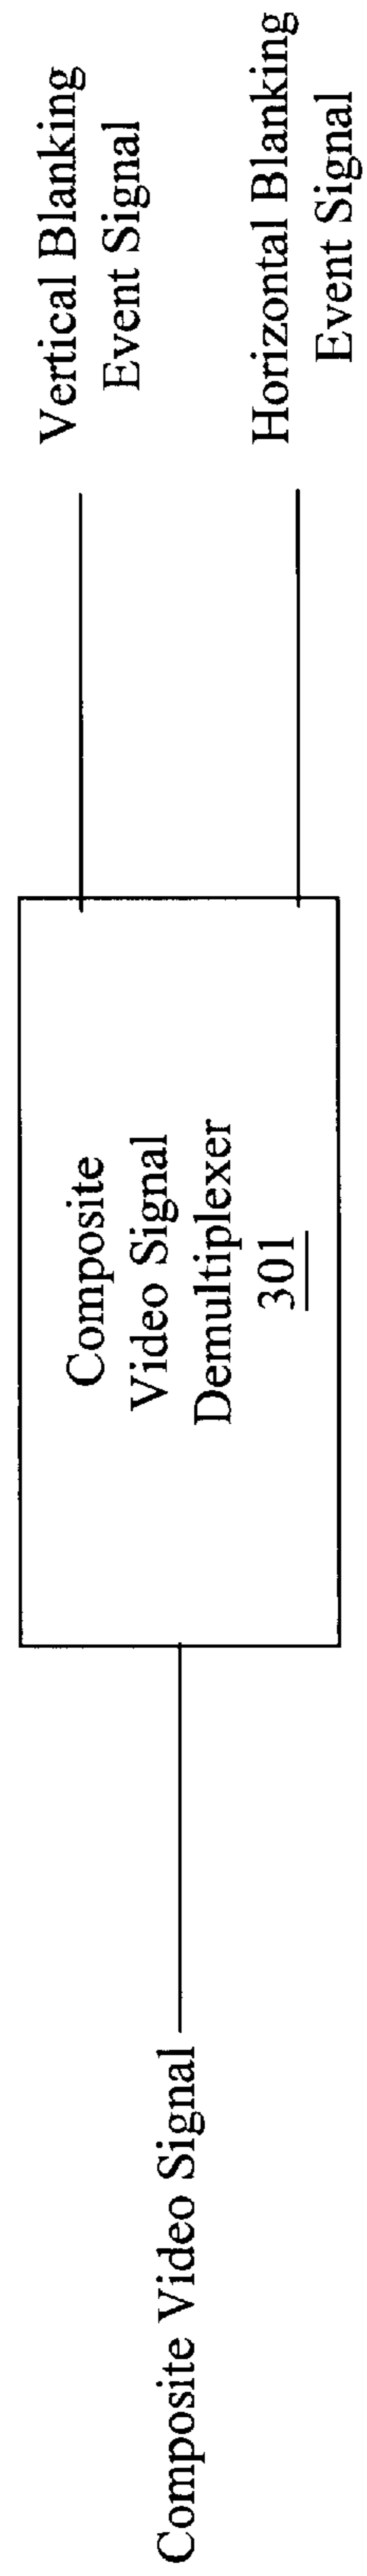 Composite Video Signal
Composite
Video Signal
Demultiplexer
301
Vertical Blanking
Event Signal
Horizontal Blanking
Event Signal